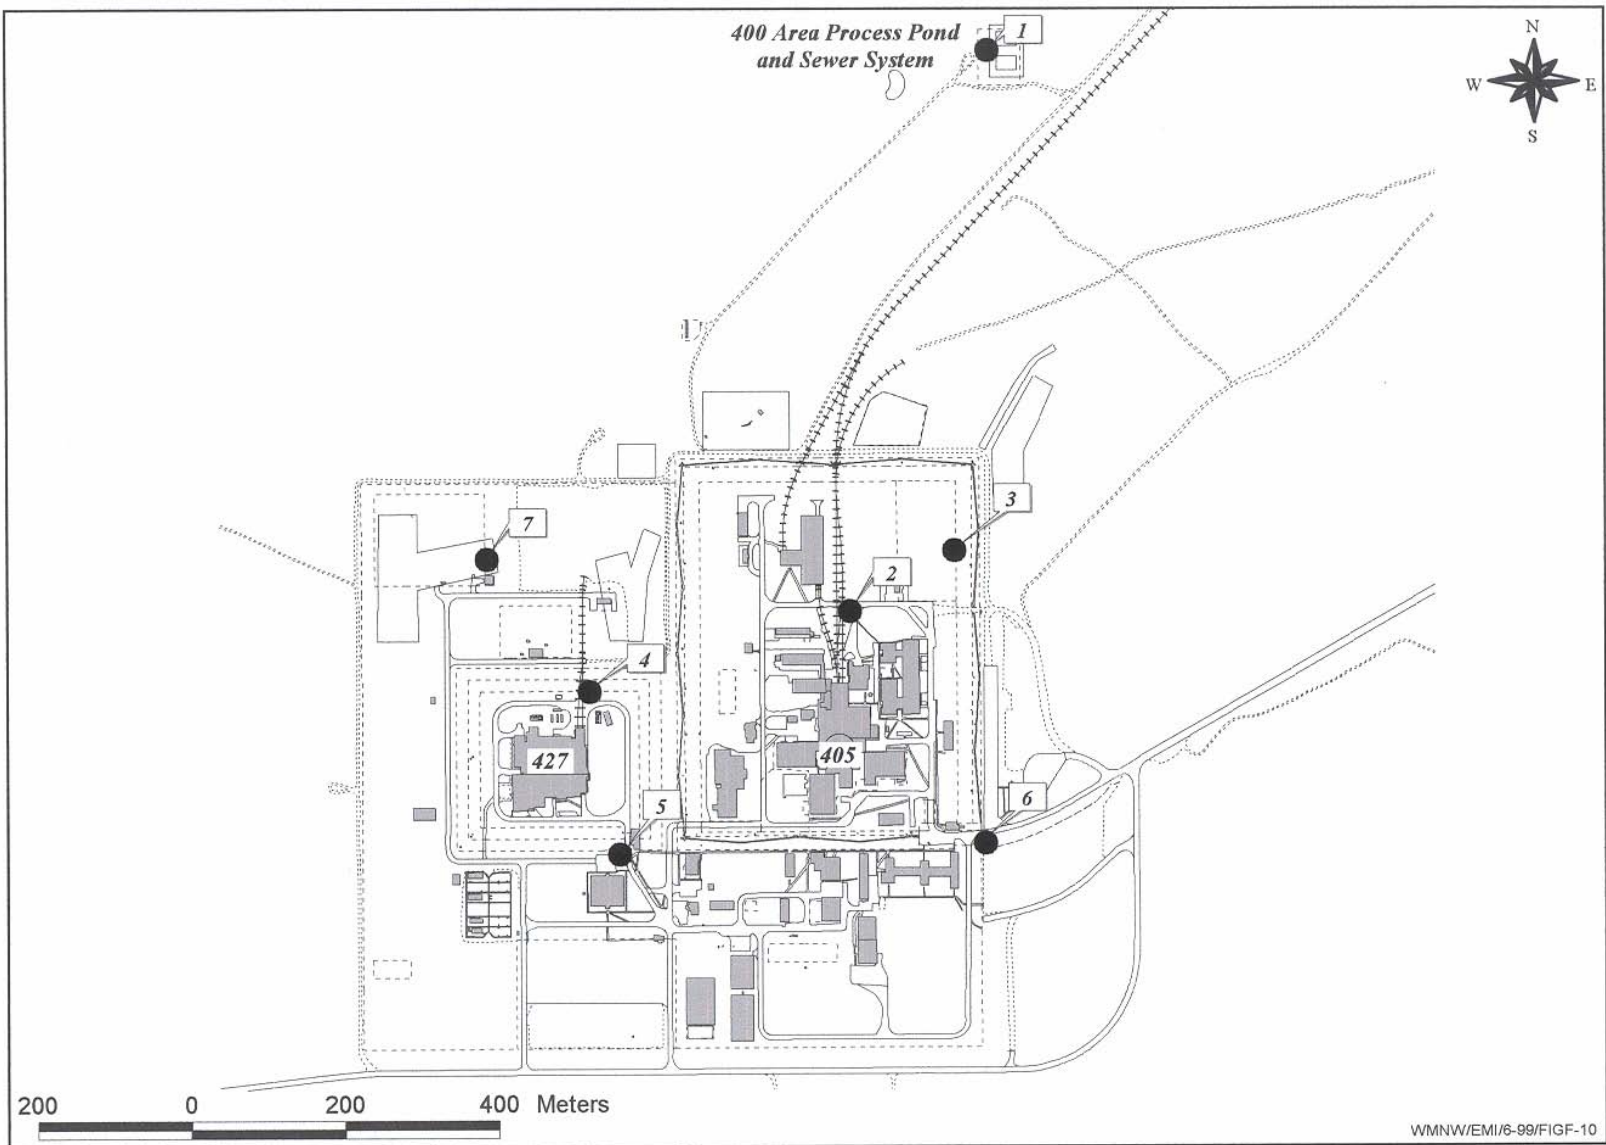 400 Area Process Pond
and Sewer System
1
N
W
E
S
3
7
2
4
427
405
5
6
200 0 200 400 Meters
WMNW/EMI/6-99/FIGF-10